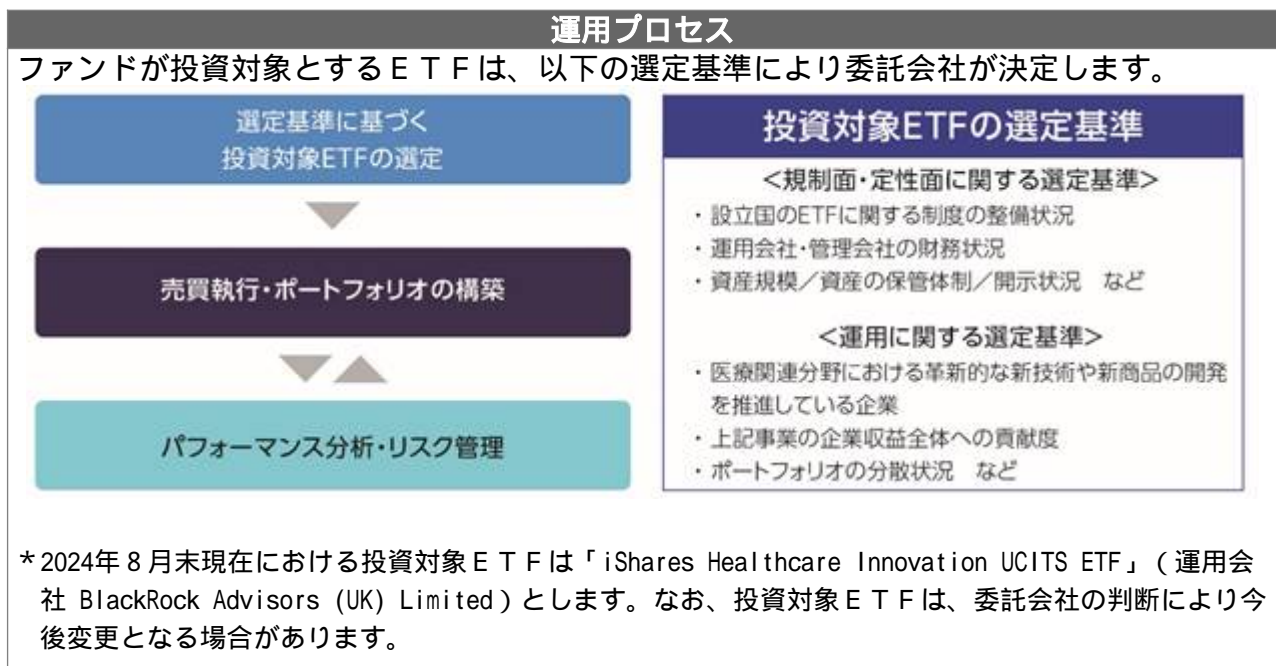 運用プロセス
ファンドが投資対象とするＥＴＦは、以下の選定基準により委託会社が決定します。
選定基準に基づく
投資対象ETFの選定
売買執行・ポートフォリオの構築
パフォーマンス分析・リスク管理
投資対象ETFの選定基準
＜規制面・定性面に関する選定基準＞
・設立国のETFに関する制度の整備状況
・運用会社・管理会社の財務状況
・資産規模／資産の保管体制／開示状況　など
＜運用に関する選定基準＞
・医療関連分野における革新的な新技術や新商品の開発
を推進している企業
・上記事業の企業収益全体への貢献度
・ポートフォリオの分散状況　など
＊2024年８月末現在における投資対象ＥＴＦは「iShares Healthcare Innovation UCITS ETF」（運用会
社 BlackRock Advisors (UK) Limited）とします。なお、投資対象ＥＴＦは、委託会社の判断により今
後変更となる場合があります。